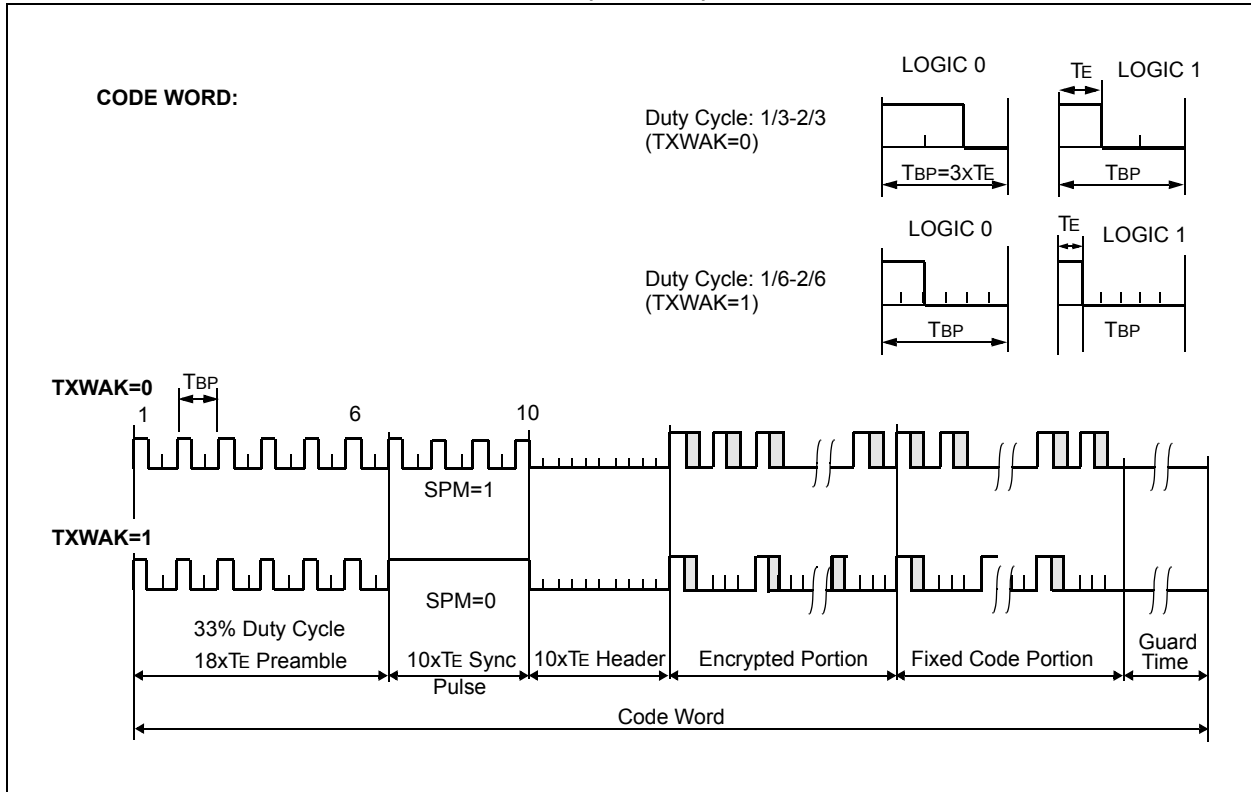 CODE WORD:
LOGIC 0
TE
LOGIC 1
Duty Cycle: 1/3-2/3
(TXWAK=0)
TBP=3XTE
TBP
LOGIC 0
TE
LOGIC 1
Duty Cycle: 1/6-2/6
(TXWAK=1)
TBP
TBP
TXWAK=0
TBP
1
6
10
SPM=1
TXWAK=1
SPM=0
33% Duty Cycle
18xTE Preamble
10xTE Sync
Pulse
10xTE Header
Encrypted Portion
Fixed Code Portion
Guard
Time
Code Word